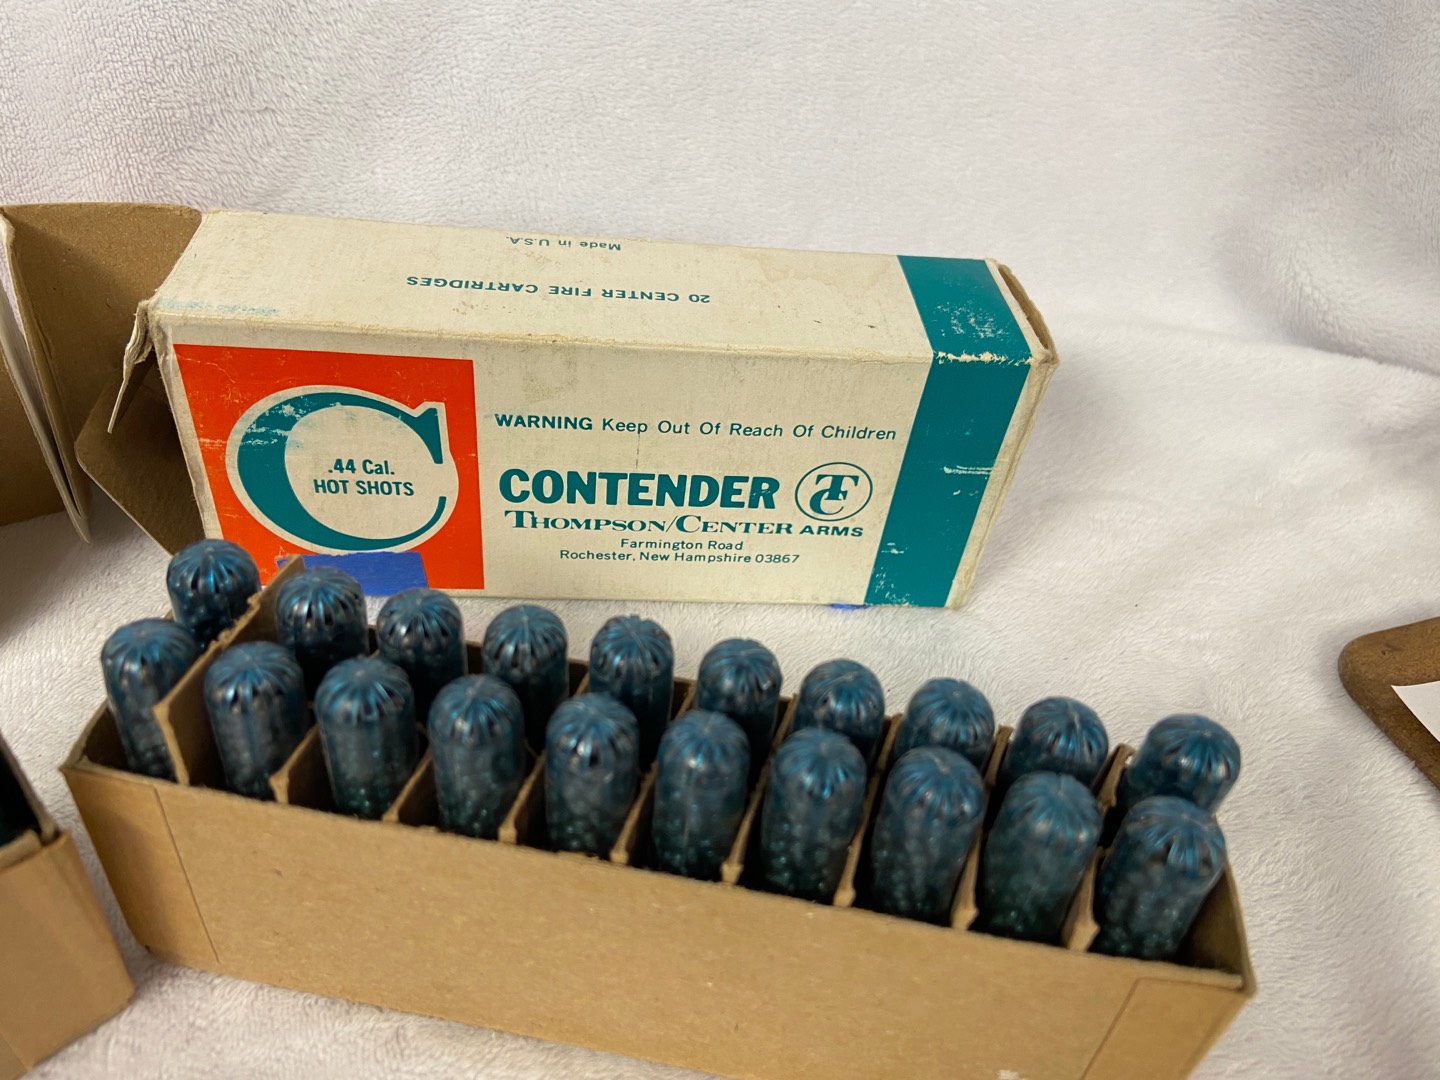 Made in U.S.A.
20 CENTER FIRE CARTRIDGES
C
.44 Cal.
HOT SHOTS
WARNING Keep Out Of Reach Of Children
CONTENDER TC
THOMPSON/CENTER ARMS
Farmington Road
Rochester, New Hampshire 03867